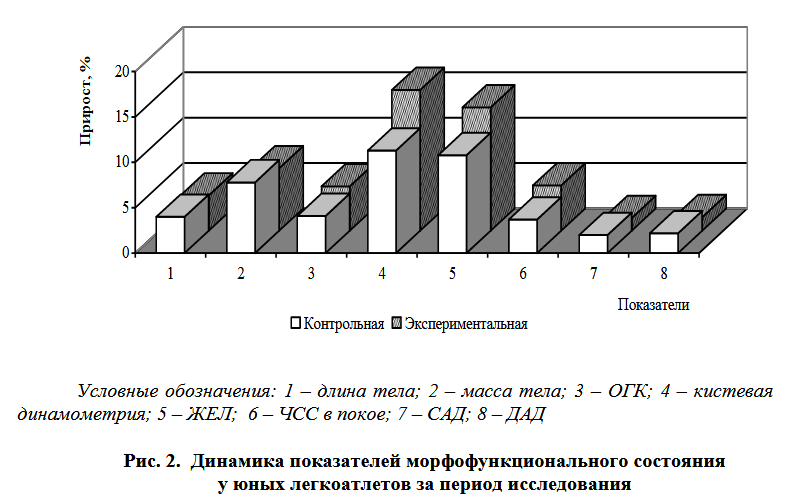 Прирост, %
20
15
10
5
0
1 2 3 4 5 6 7 8
Показатели
Контрольная Экспериментальная
Условные обозначения: 1 – длина тела; 2 – масса тела; 3 – ОГК; 4 – кистевая
динамометрия; 5 – ЖЕЛ; 6 – ЧСС в покое; 7 – САД; 8 – ДАД
Рис. 2. Динамика показателей морфофункционального состояния
у юных легкоатлетов за период исследования